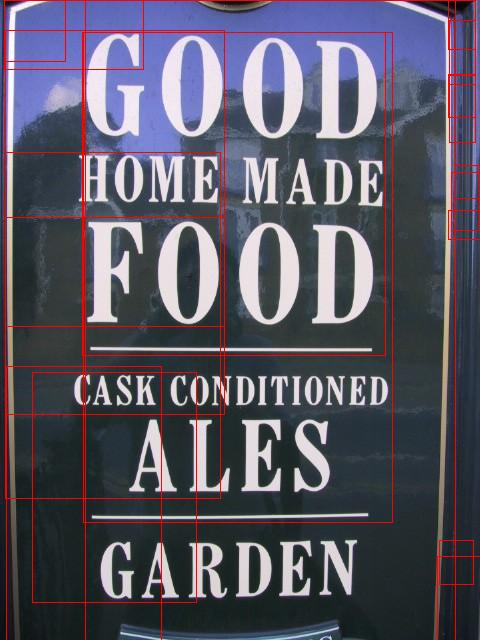 GOOD
HOME MADE
FOOD
CASK CONDITIONED
ALES
GARDEN